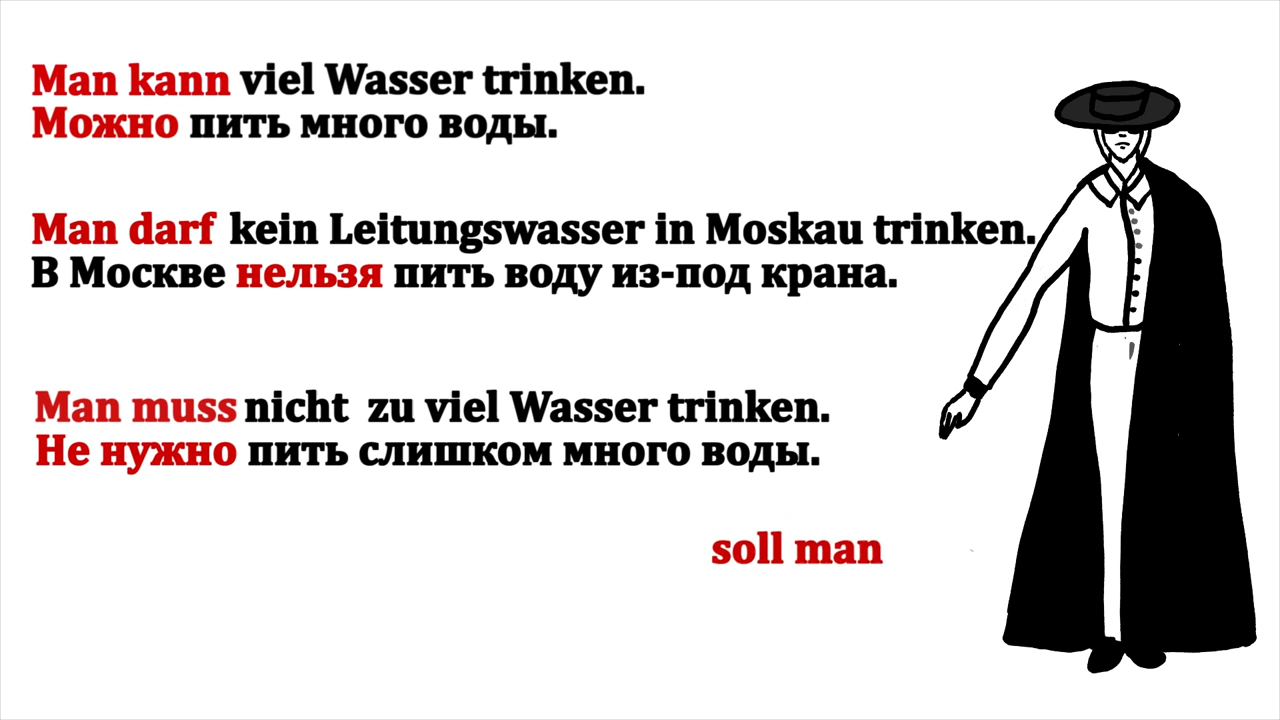 Man kann viel Wasser trinken.
Можно пить много воды.
Man darf kein Leitungswasser in Moskau trinken.
В Москве нельзя пить воду из-под крана.
Man muss nicht zu viel Wasser trinken.
Не нужно пить слишком много воды.
soll man